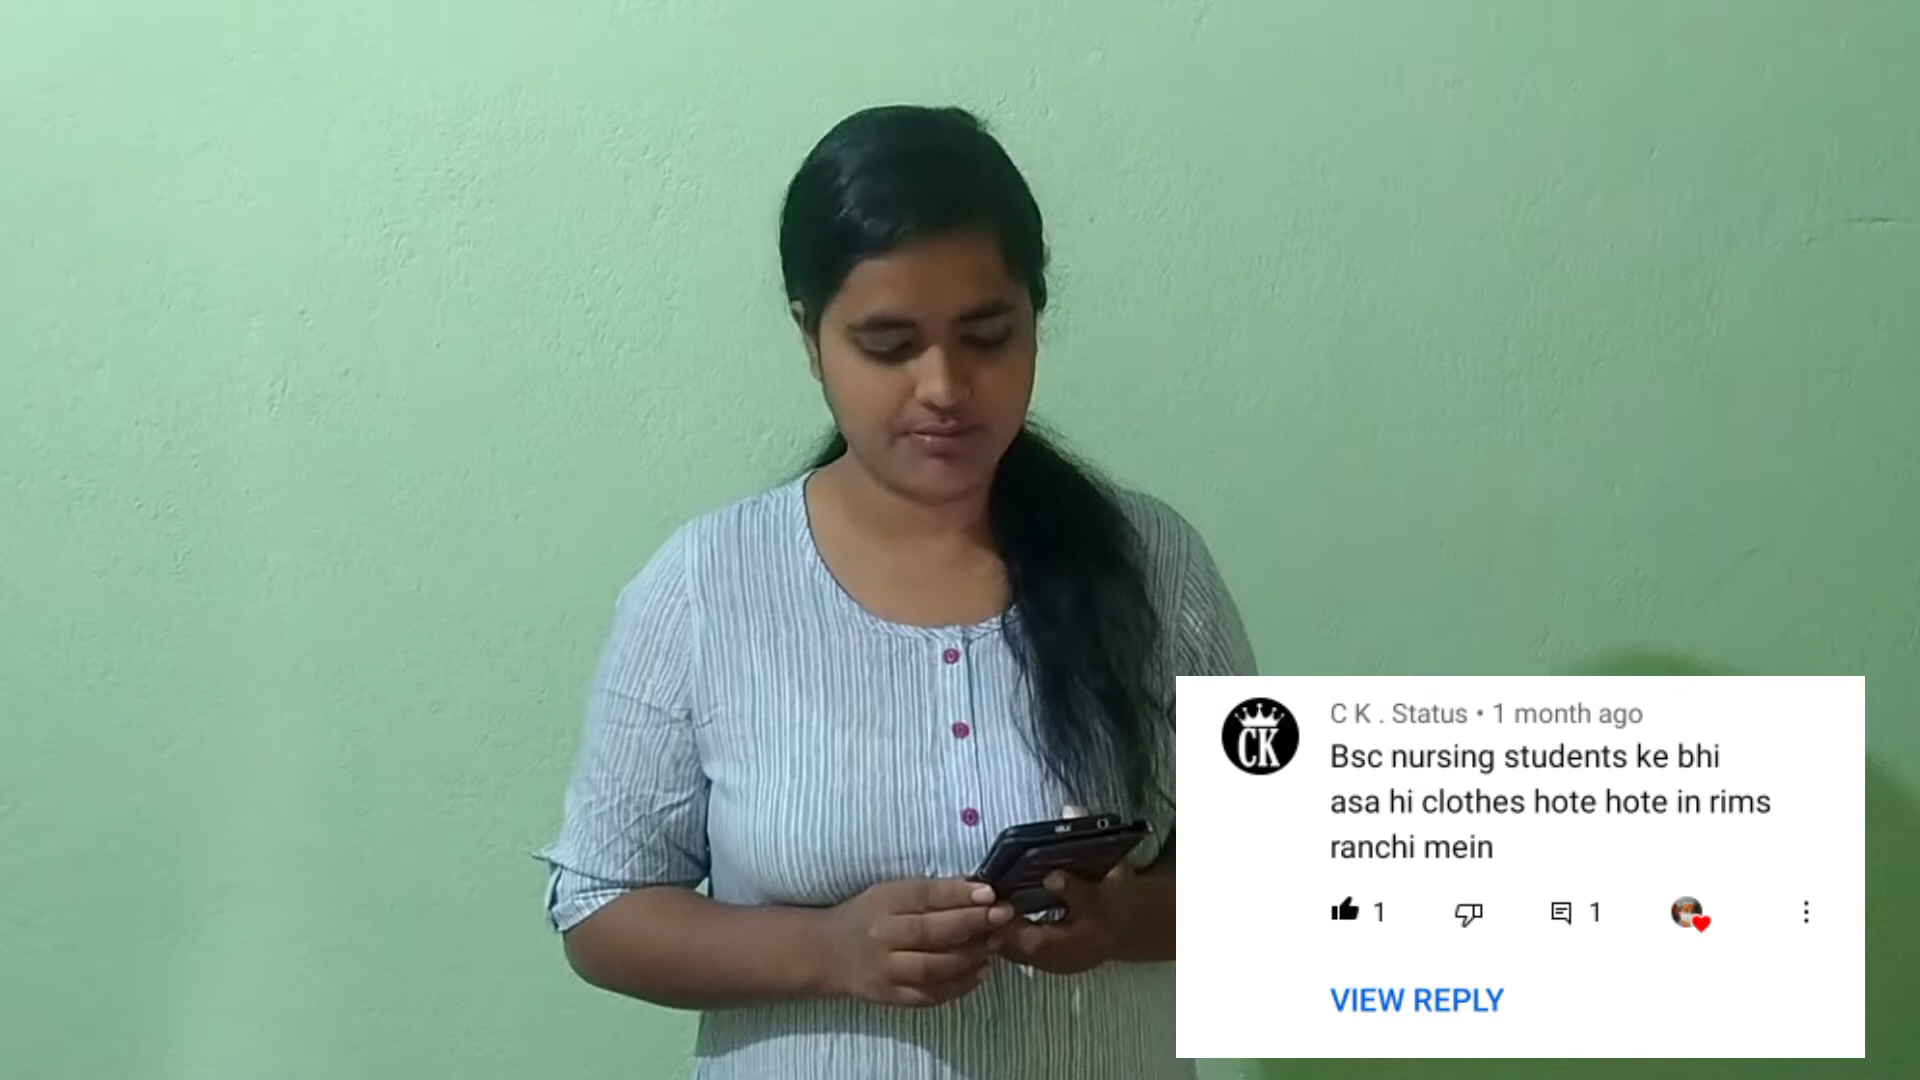 CK
C K . Status • 1 month ago
Bsc nursing students ke bhi
asa hi clothes hote hote in rims
ranchi mein
1
1
VIEW REPLY